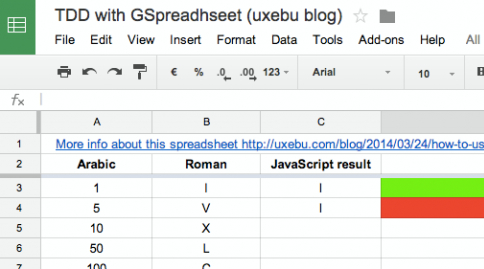 TDD with GSpreadhseet (uxebu blog)
File Edit View Insert Format Data Tools Add-ons Help All
€ % .0 .00 123 Arial 10
fx
A B C
1 More info about this spreadsheet http://uxebu.com/blog/2014/03/24/how-to-us
2 Arabic Roman JavaScript result
3 1 I I
4 5 V I
5 10 X
6 50 L
7 100 C